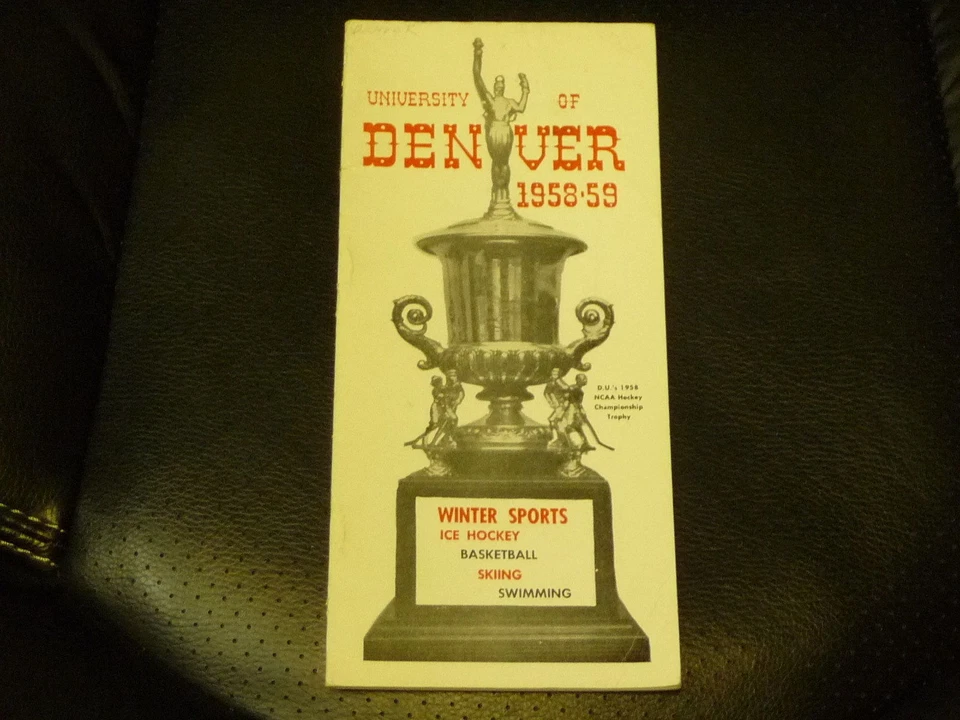 UNIVERSITY OF
DENVER
1958·59
D.U.'s 1958
NCAA Hockey
Championship
Trophy
WINTER SPORTS
ICE HOCKEY
BASKETBALL
SKIING
SWIMMING